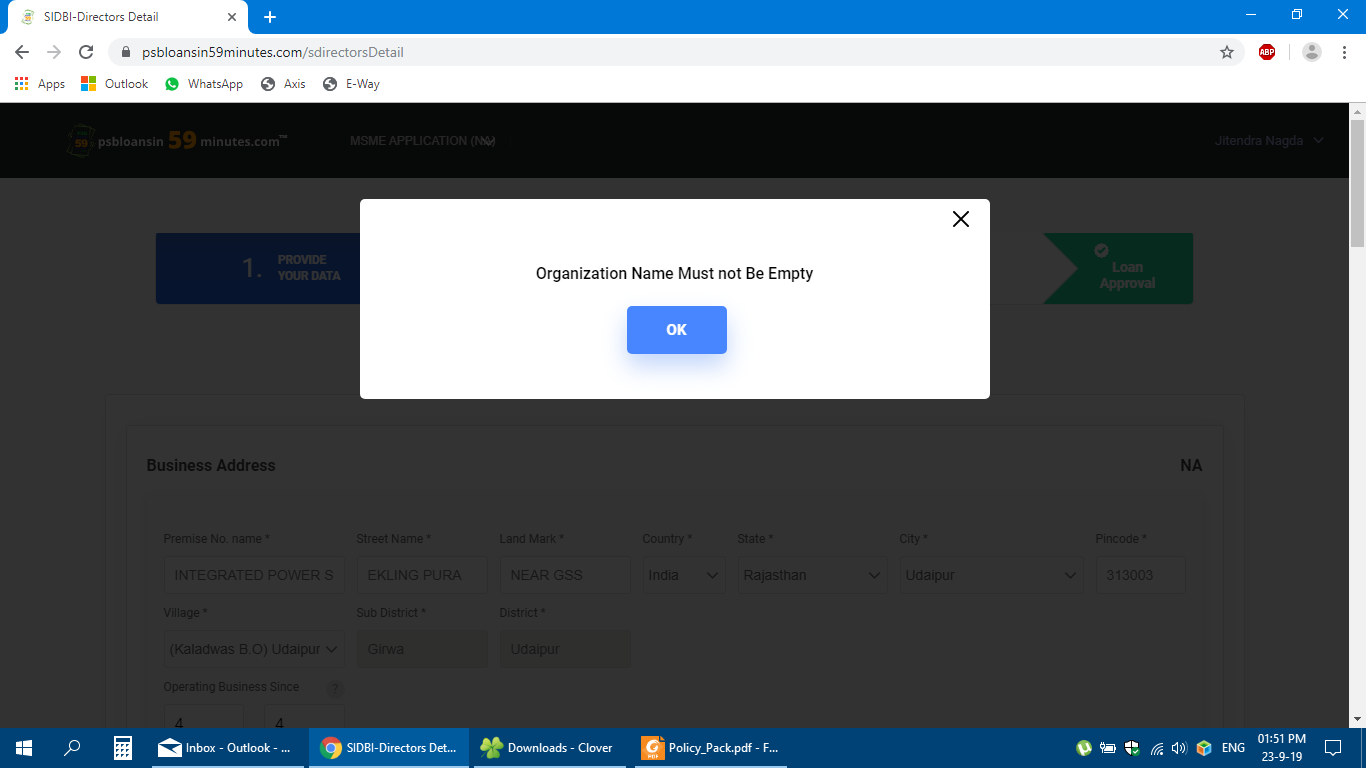 SIDBI-Directors Detail
psbloansin59minutes.com/sdirectorsDetail
ABP
Apps Outlook WhatsApp Axis E-Way
59 psbloansin 59 minutes.com™ MSME APPLICATION (NA) Jitendra Nagda
Organization Name Must not Be Empty
OK
1. PROVIDE
YOUR DATA
Loan
Approval
Business Address NA
Premise No. name * Street Name * Land Mark * Country * State * City * Pincode *
INTEGRATED POWER S EKLING PURA NEAR GSS India Rajasthan Udaipur 313003
Village * Sub District * District *
(Kaladwas B.O) Udaipur Girwa Udaipur
Operating Business Since ?
4 4
Inbox - Outlook - ... SIDBI-Directors Det... Downloads - Clover PDF Policy_Pack.pdf - F... ENG 01:51 PM
23-9-19